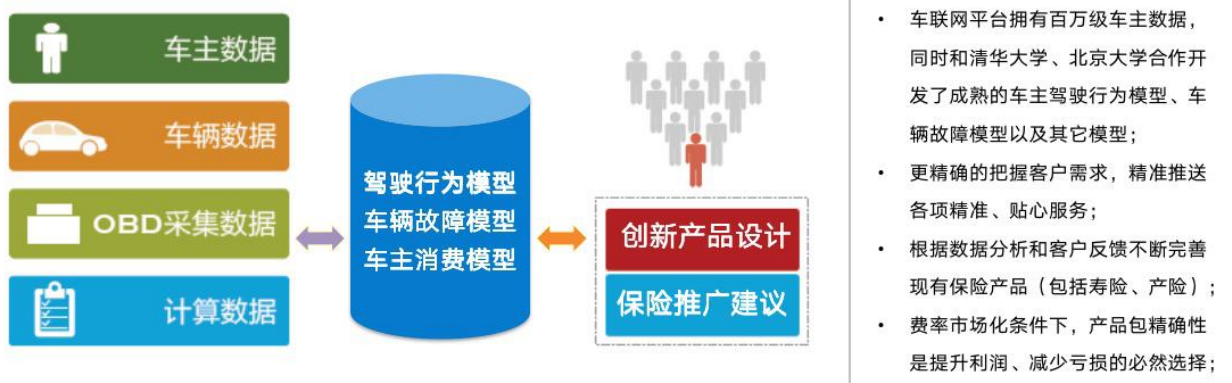 车主数据
车辆数据
OBD采集数据
计算数据
驾驶行为模型
车辆故障模型
车主消费模型
创新产品设计
保险推广建议
• 车联网平台拥有百万级车主数据，
同时和清华大学、北京大学合作开
发了成熟的车主驾驶行为模型、车
辆故障模型以及其它模型；
• 更精确的把握客户需求，精准推送
各项精准、贴心服务；
• 根据数据分析和客户反馈不断完善
现有保险产品（包括寿险、产险）；
• 费率市场化条件下，产品包精确性
是提升利润、减少亏损的必然选择；